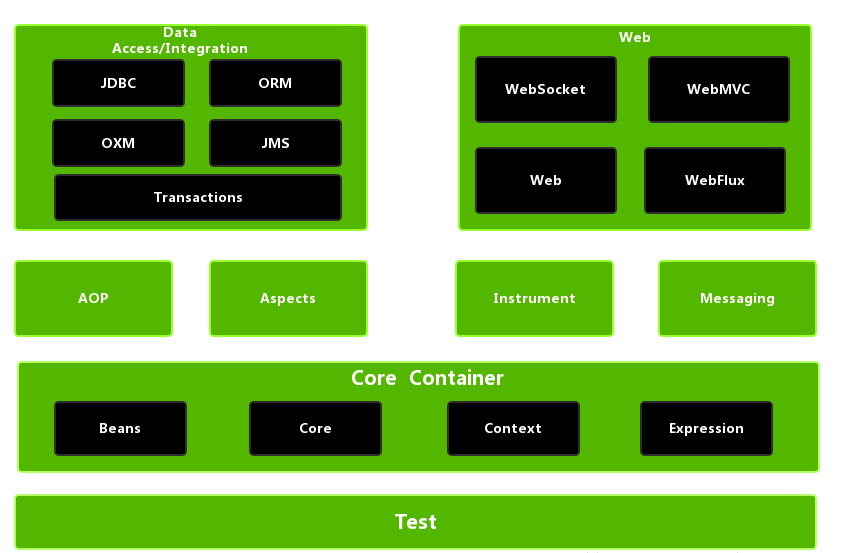 Data
Access/Integration
JDBC
ORM
OXM
JMS
Transactions
Web
WebSocket
WebMVC
Web
WebFlux
AOP
Aspects
Instrument
Messaging
Core Container
Beans
Core
Context
Expression
Test